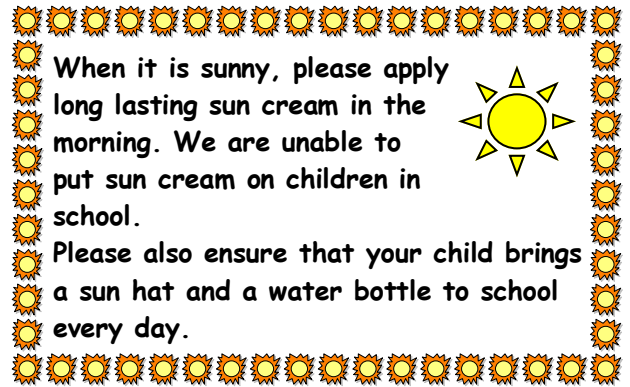 When it is sunny, please apply
long lasting sun cream in the
morning. We are unable to
put sun cream on children in
school.
Please also ensure that your child brings
a sun hat and a water bottle to school
every day.